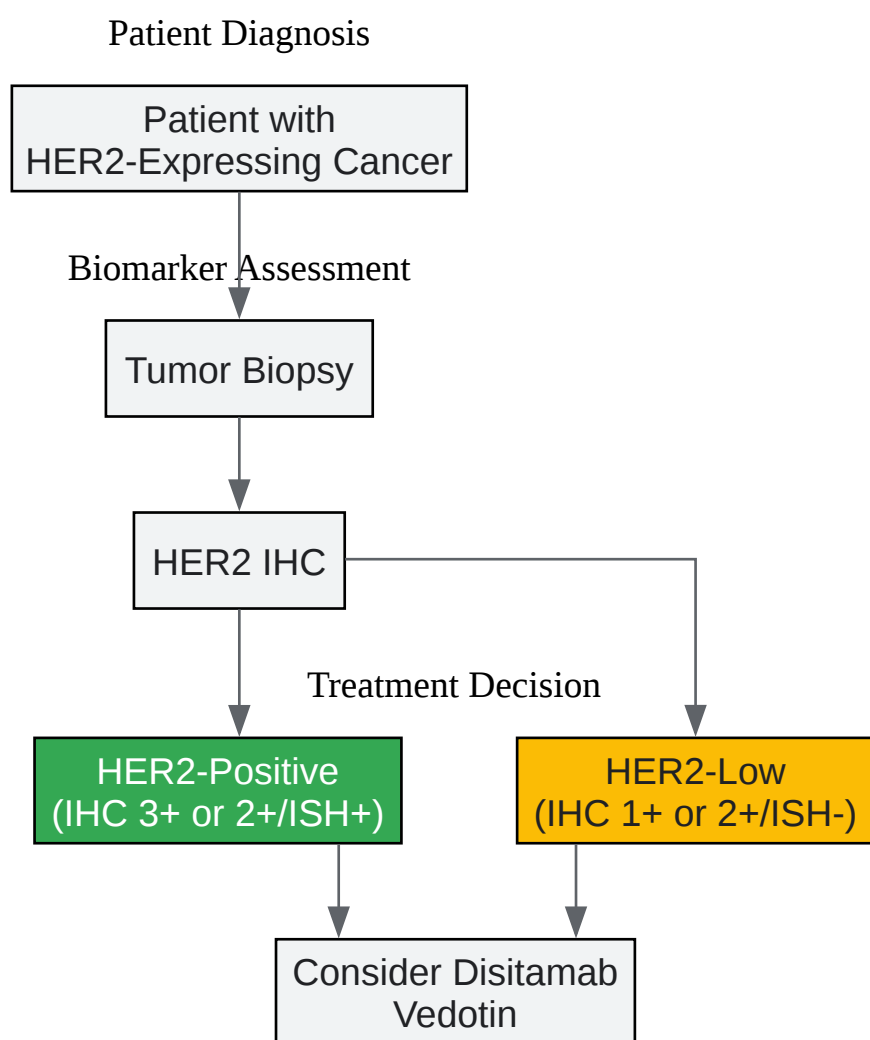 Patient Diagnosis
Patient with
HER2-Expressing Cancer
Biomarker Assessment
Tumor Biopsy
HER2 IHC
Treatment Decision
HER2-Positive
(IHC 3+ or 2+/ISH+)
HER2-Low
(IHC 1+ or 2+/ISH-)
Consider Disitamab
Vedotin